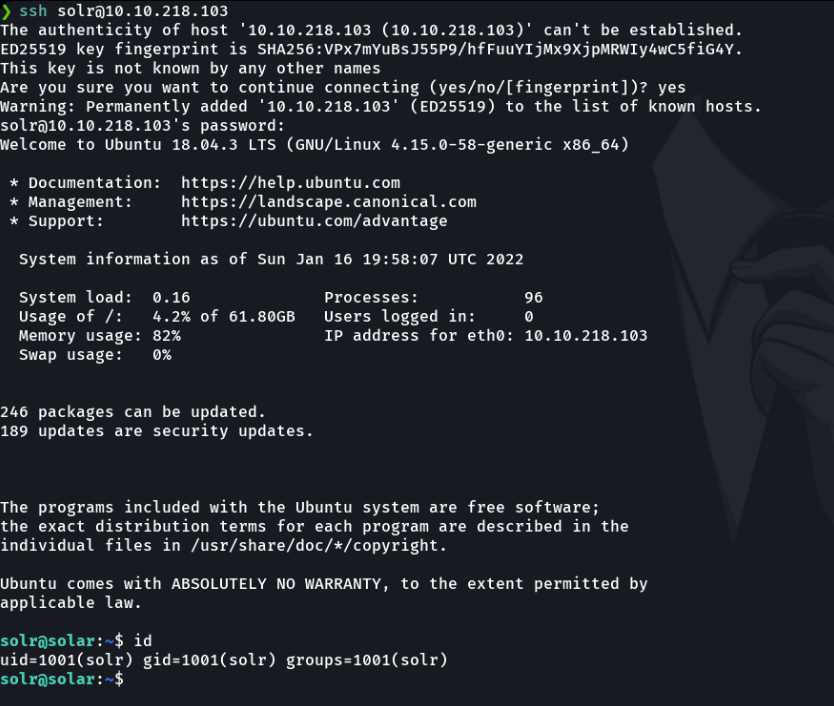 ❯ ssh solr@10.10.218.103
The authenticity of host '10.10.218.103 (10.10.218.103)' can't be established.
ED25519 key fingerprint is SHA256:VPx7mYuBsJ55P9/hfFuuYIjMx9XjpMRWIy4wC5fiG4Y.
This key is not known by any other names
Are you sure you want to continue connecting (yes/no/[fingerprint])? yes
Warning: Permanently added '10.10.218.103' (ED25519) to the list of known hosts.
solr@10.10.218.103's password:
Welcome to Ubuntu 18.04.3 LTS (GNU/Linux 4.15.0-58-generic x86_64)

 * Documentation:  https://help.ubuntu.com
 * Management:     https://landscape.canonical.com
 * Support:        https://ubuntu.com/advantage

  System information as of Sun Jan 16 19:58:07 UTC 2022

  System load:  0.16              Processes:           96
  Usage of /:   4.2% of 61.80GB   Users logged in:     0
  Memory usage: 82%               IP address for eth0: 10.10.218.103
  Swap usage:   0%

246 packages can be updated.
189 updates are security updates.

The programs included with the Ubuntu system are free software;
the exact distribution terms for each program are described in the
individual files in /usr/share/doc/*/copyright.

Ubuntu comes with ABSOLUTELY NO WARRANTY, to the extent permitted by
applicable law.

solr@solar:~$ id
uid=1001(solr) gid=1001(solr) groups=1001(solr)
solr@solar:~$